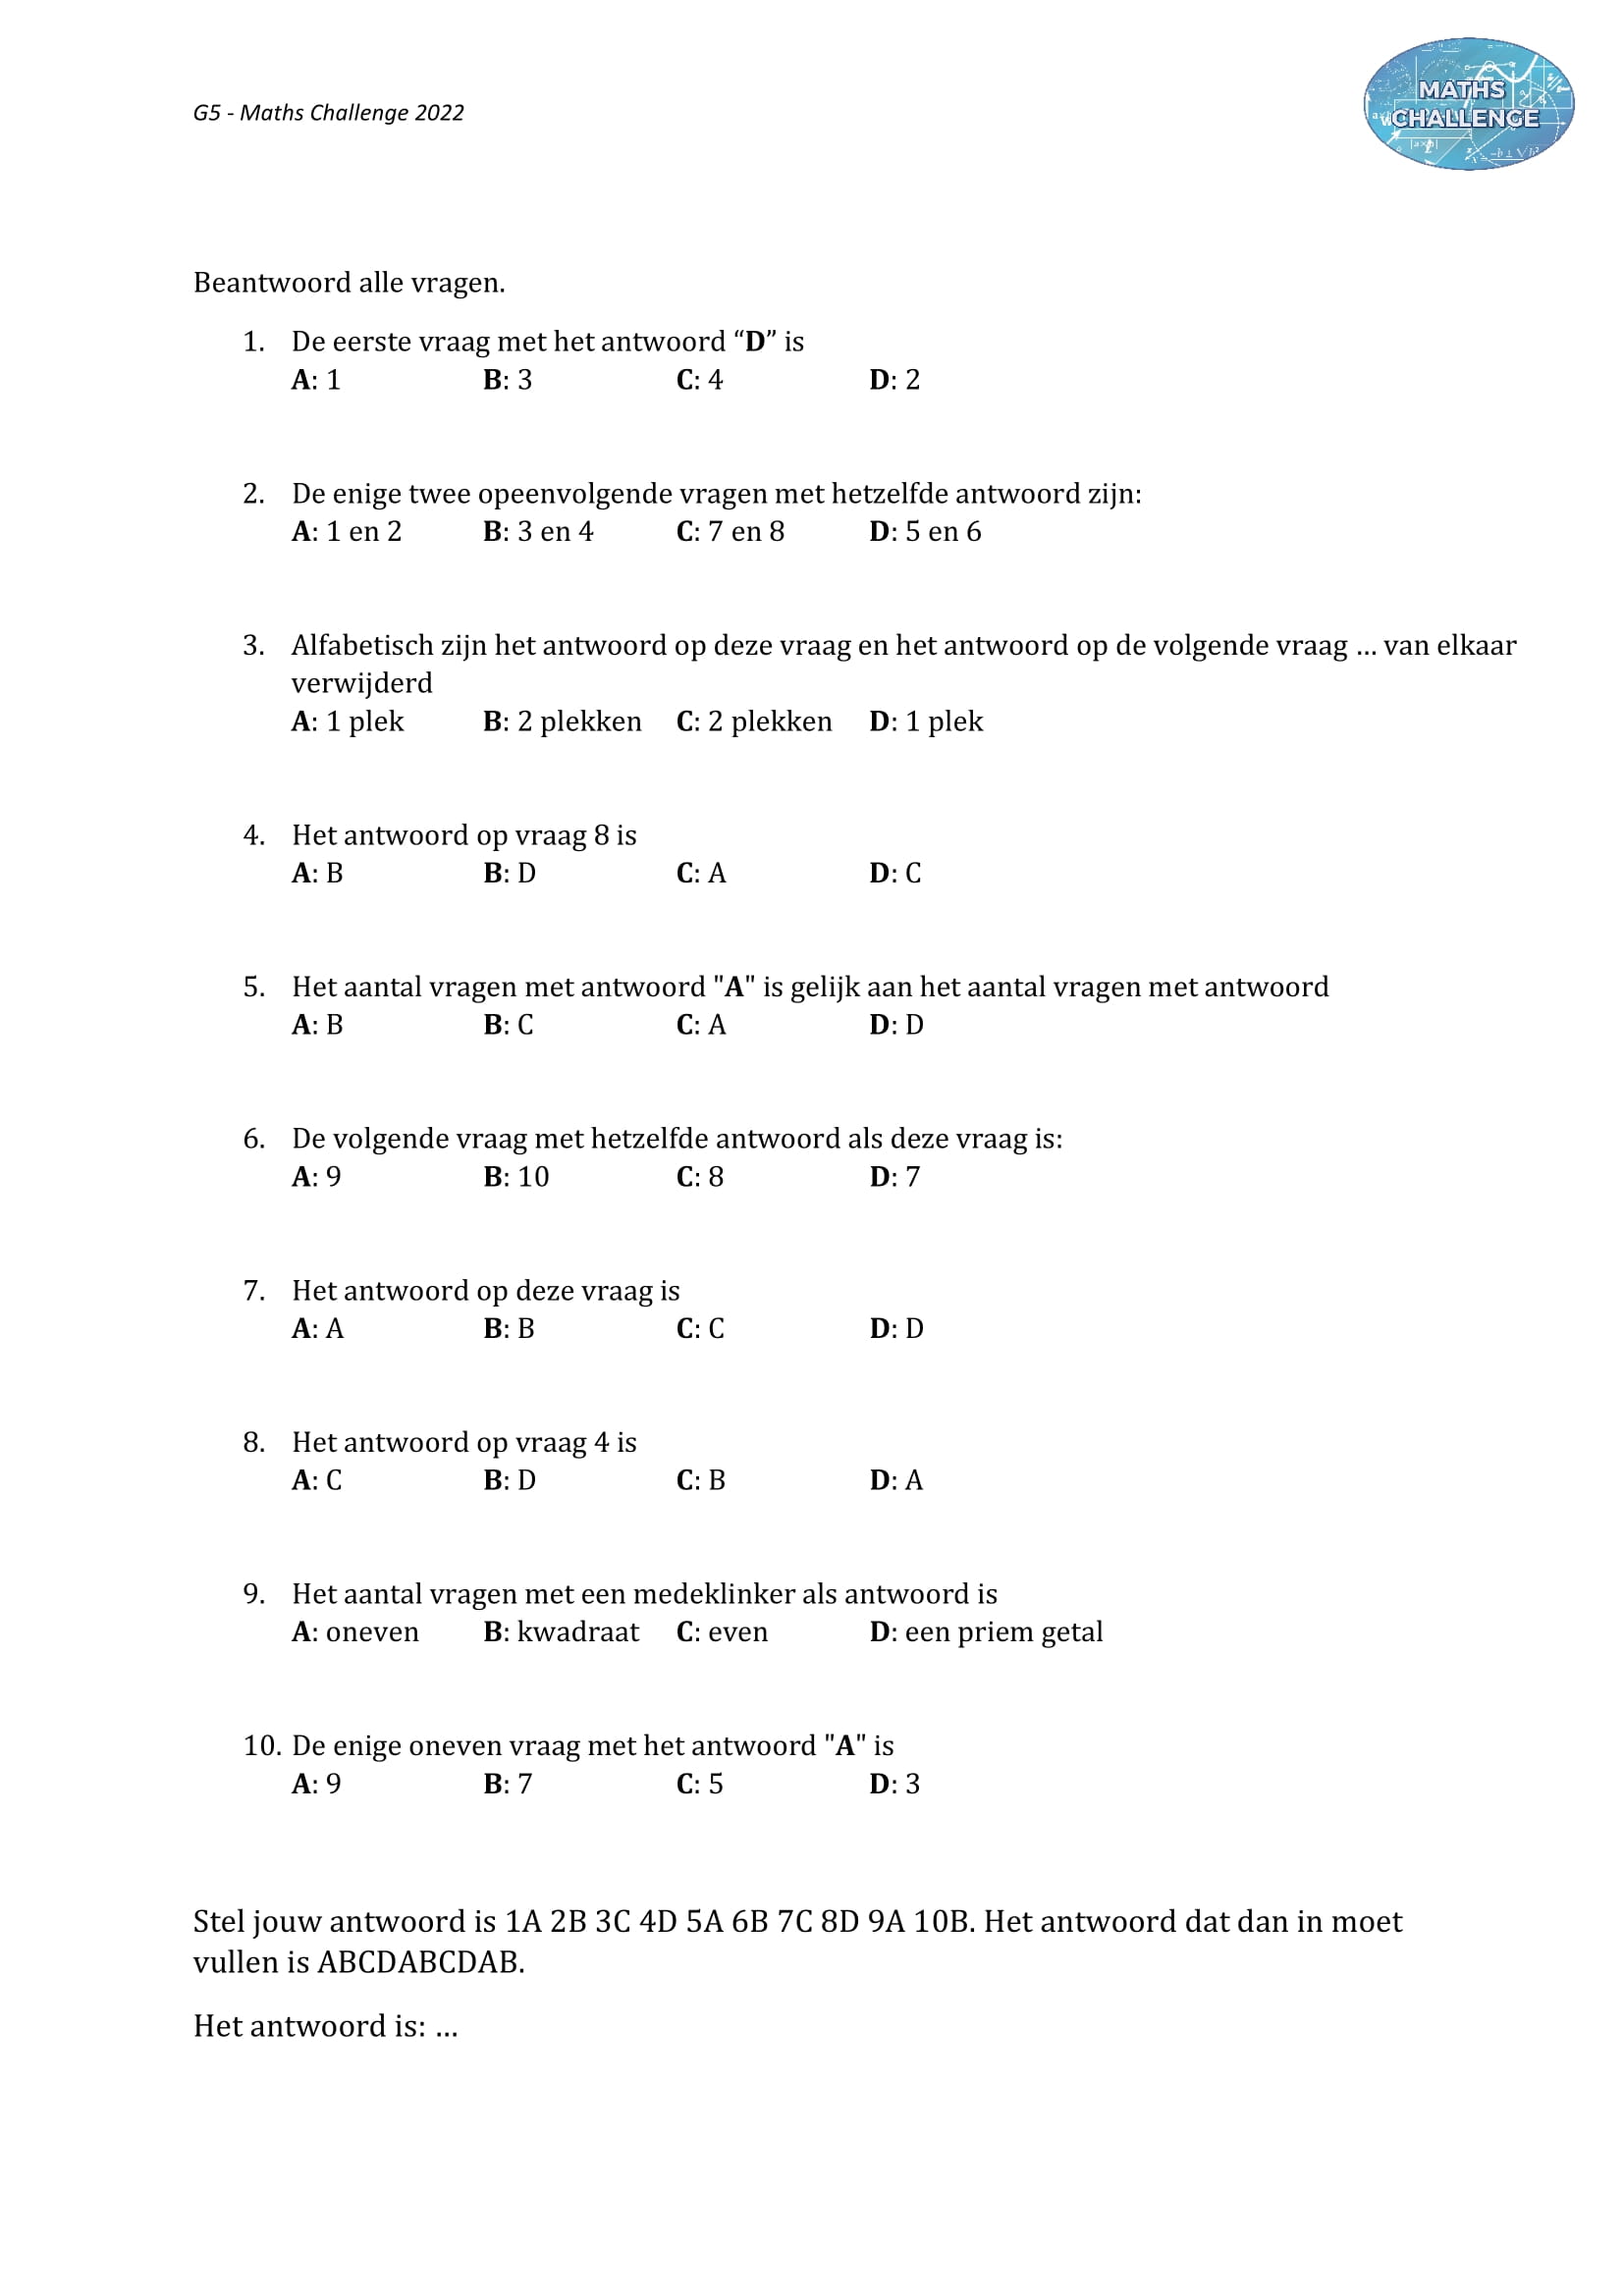 G5 - Maths Challenge 2022
MATHS
CHALLENGE
Beantwoord alle vragen.
1. De eerste vraag met het antwoord “D” is
A: 1 B: 3 C: 4 D: 2
2. De enige twee opeenvolgende vragen met hetzelfde antwoord zijn:
A: 1 en 2 B: 3 en 4 C: 7 en 8 D: 5 en 6
3. Alfabetisch zijn het antwoord op deze vraag en het antwoord op de volgende vraag … van elkaar
verwijderd
A: 1 plek B: 2 plekken C: 2 plekken D: 1 plek
4. Het antwoord op vraag 8 is
A: B B: D C: A D: C
5. Het aantal vragen met antwoord "A" is gelijk aan het aantal vragen met antwoord
A: B B: C C: A D: D
6. De volgende vraag met hetzelfde antwoord als deze vraag is:
A: 9 B: 10 C: 8 D: 7
7. Het antwoord op deze vraag is
A: A B: B C: C D: D
8. Het antwoord op vraag 4 is
A: C B: D C: B D: A
9. Het aantal vragen met een medeklinker als antwoord is
A: oneven B: kwadraat C: even D: een priem getal
10. De enige oneven vraag met het antwoord "A" is
A: 9 B: 7 C: 5 D: 3
Stel jouw antwoord is 1A 2B 3C 4D 5A 6B 7C 8D 9A 10B. Het antwoord dat dan in moet
vullen is ABCDABCDAB.
Het antwoord is: …